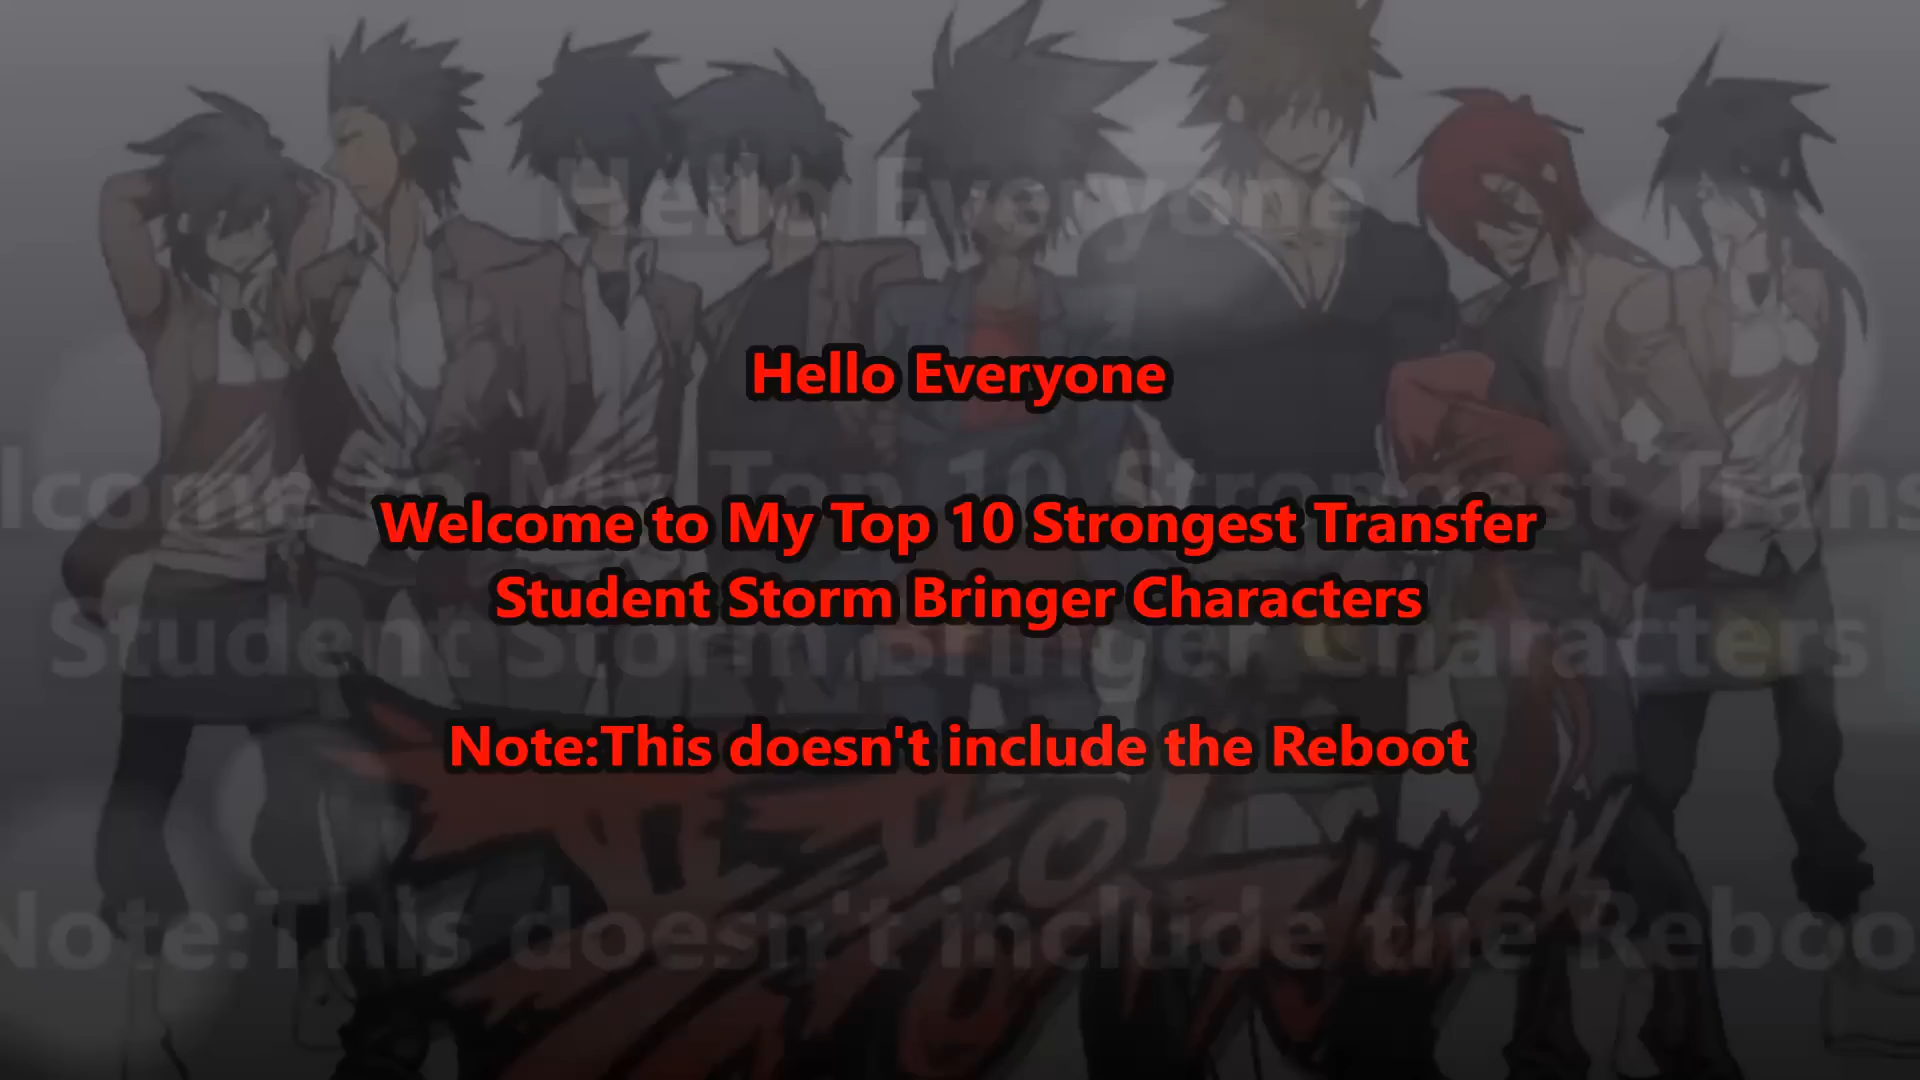 Hello Everyone
Welcome to My Top 10 Strongest Transfer
Student Storm Bringer Characters
Note:This doesn't include the Reboot